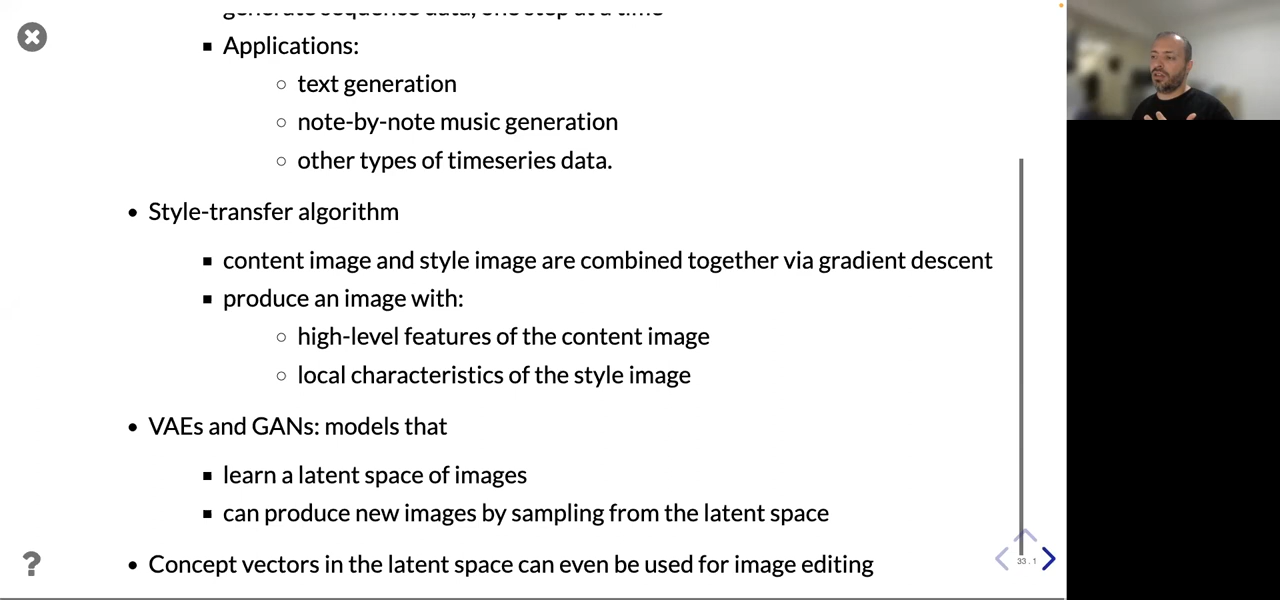 generate sequence data, one step at a time
Applications:
text generation
note-by-note music generation
other types of timeseries data.
Style-transfer algorithm
content image and style image are combined together via gradient descent
produce an image with:
high-level features of the content image
local characteristics of the style image
VAEs and GANs: models that
learn a latent space of images
can produce new images by sampling from the latent space
Concept vectors in the latent space can even be used for image editing
?
33 . 1